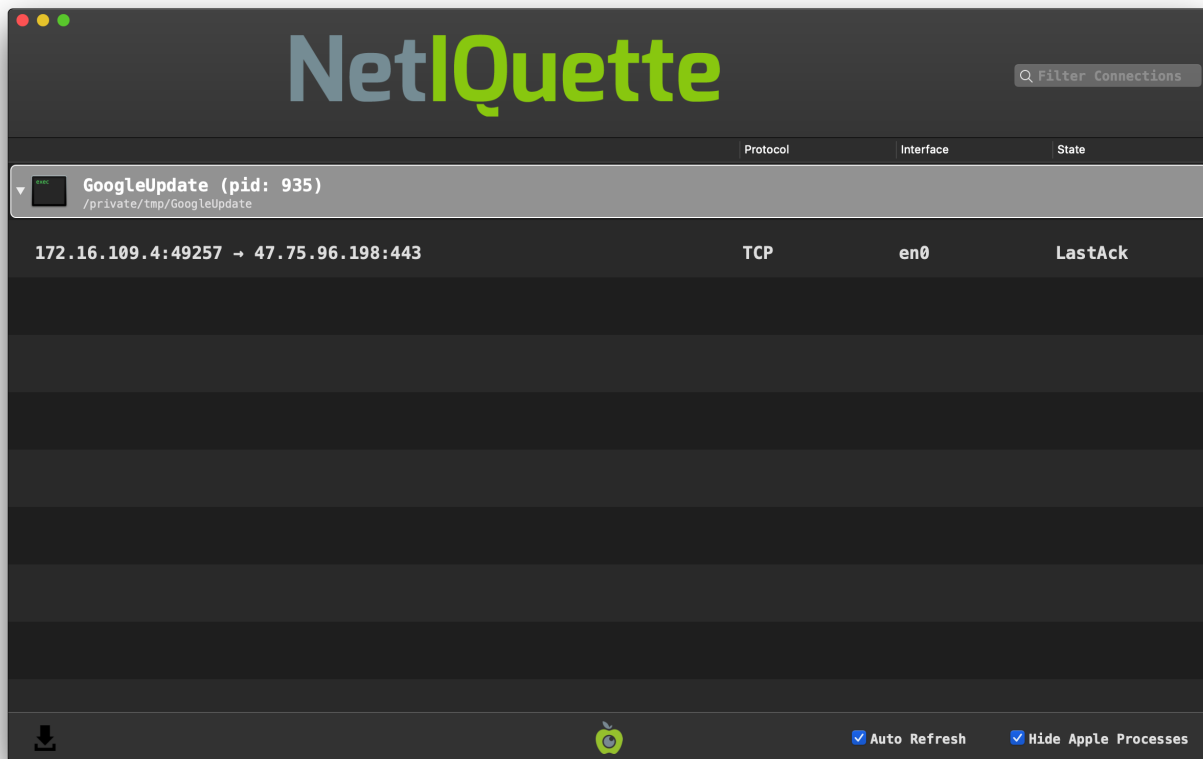 NetIQuette
Filter Connections
Protocol Interface State
exec
GoogleUpdate (pid: 935)
/private/tmp/GoogleUpdate
172.16.109.4:49257 → 47.75.96.198:443 TCP en0 LastAck
Auto Refresh Hide Apple Processes